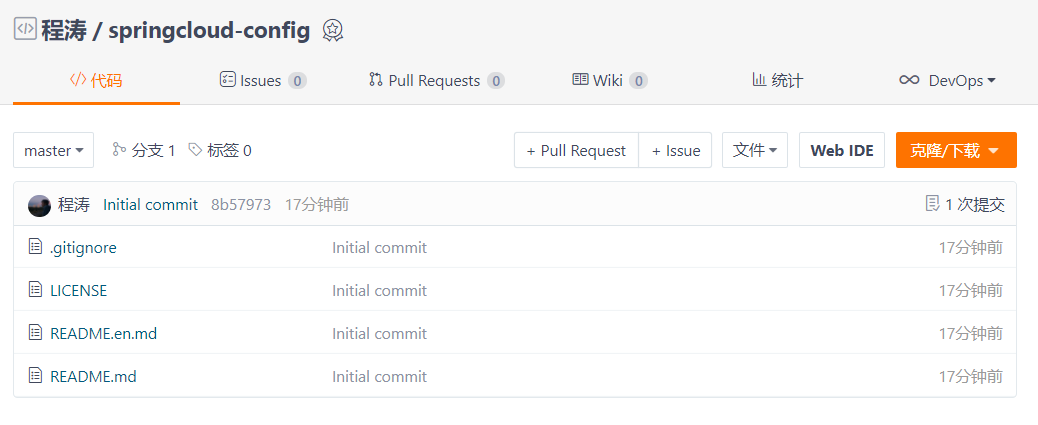 程涛 / springcloud-config
代码 Issues 0 Pull Requests 0 Wiki 0 统计 DevOps
master 分支 1 标签 0 + Pull Request + Issue 文件 Web IDE 克隆/下载
程涛 Initial commit 8b57973 17分钟前 1 次提交
.gitignore Initial commit 17分钟前
LICENSE Initial commit 17分钟前
README.en.md Initial commit 17分钟前
README.md Initial commit 17分钟前